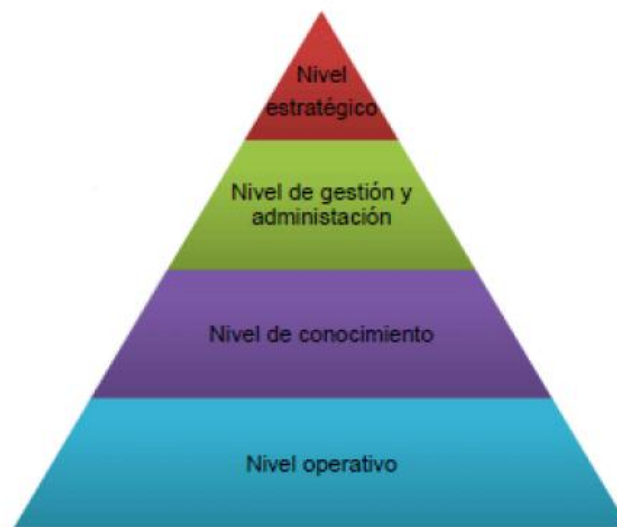 Nivel
estratégico
Nivel de gestión y
administación
Nivel de conocimiento
Nivel operativo